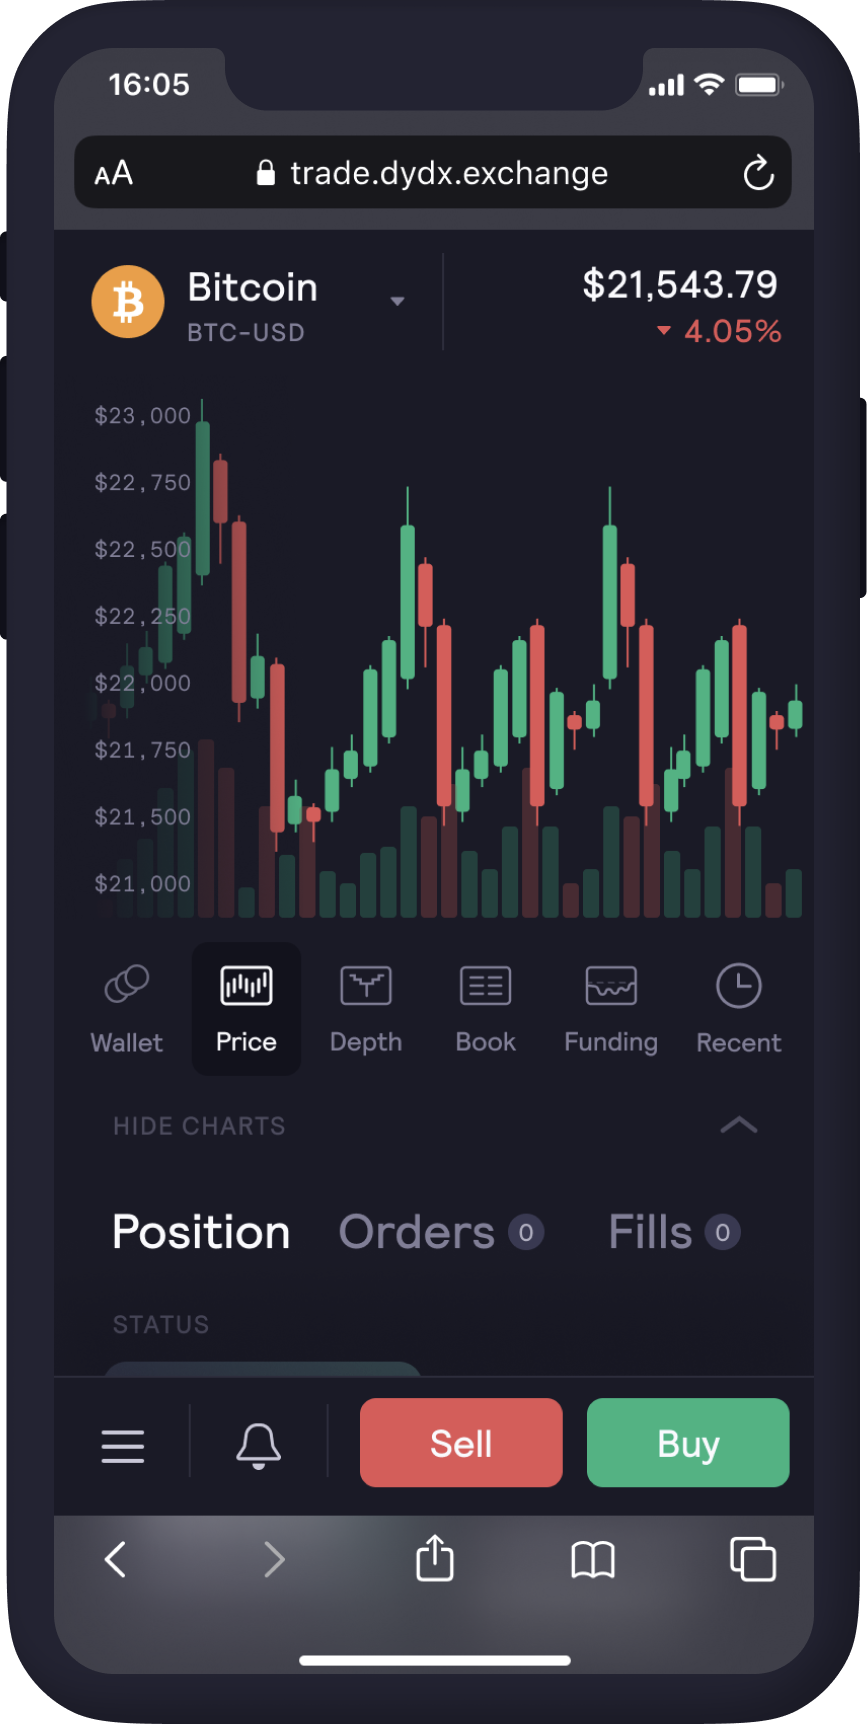 16:05
AA trade.dydx.exchange
Bitcoin
BTC-USD
$21,543.79
4.05%
$23,000
$22,750
$22,500
$22,250
$22,000
$21,750
$21,500
$21,000
Wallet Price Depth Book Funding Recent
HIDE CHARTS
Position Orders 0 Fills 0
STATUS
Sell Buy